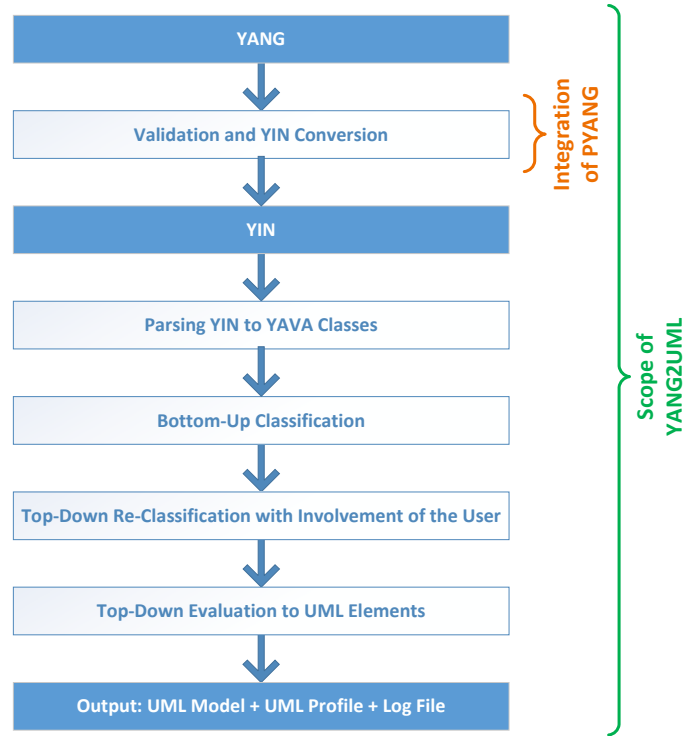 YANG
Validation and YIN Conversion
Integration
of PYANG
YIN
Parsing YIN to YAVA Classes
Scope of
YANG2UML
Bottom-Up Classification
Top-Down Re-Classification with Involvement of the User
Top-Down Evaluation to UML Elements
Output: UML Model + UML Profile + Log File